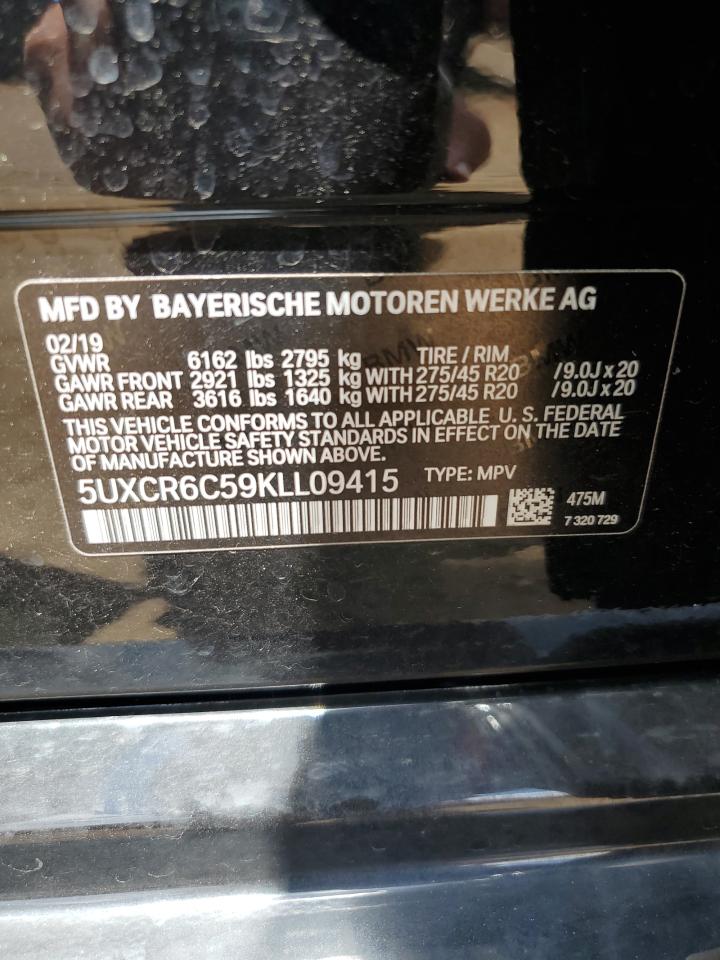 MFD BY BAYERISCHE MOTOREN WERKE AG
02/19
GVWR 6162 lbs 2795 kg TIRE / RIM
GAWR FRONT 2921 lbs 1325 kg WITH 275/45 R20 /9.0J x 20
GAWR REAR 3616 lbs 1640 kg WITH 275/45 R20 /9.0J x 20
THIS VEHICLE CONFORMS TO ALL APPLICABLE U. S. FEDERAL
MOTOR VEHICLE SAFETY STANDARDS IN EFFECT ON THE DATE
OF MANUFACTURE SHOWN ABOVE.
5UXCR6C59KLL09415 TYPE: MPV
475M
7 320 729